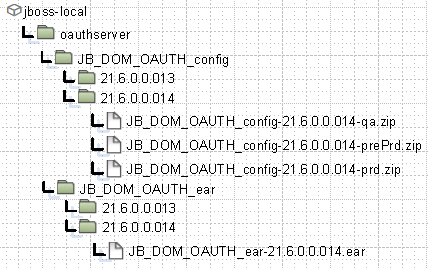 jboss-local
oauthserver
JB_DOM_OAUTH_config
21.6.0.0.013
21.6.0.0.014
JB_DOM_OAUTH_config-21.6.0.0.014-qa.zip
JB_DOM_OAUTH_config-21.6.0.0.014-prePrd.zip
JB_DOM_OAUTH_config-21.6.0.0.014-prd.zip
JB_DOM_OAUTH_ear
21.6.0.0.013
21.6.0.0.014
JB_DOM_OAUTH_ear-21.6.0.0.014.ear